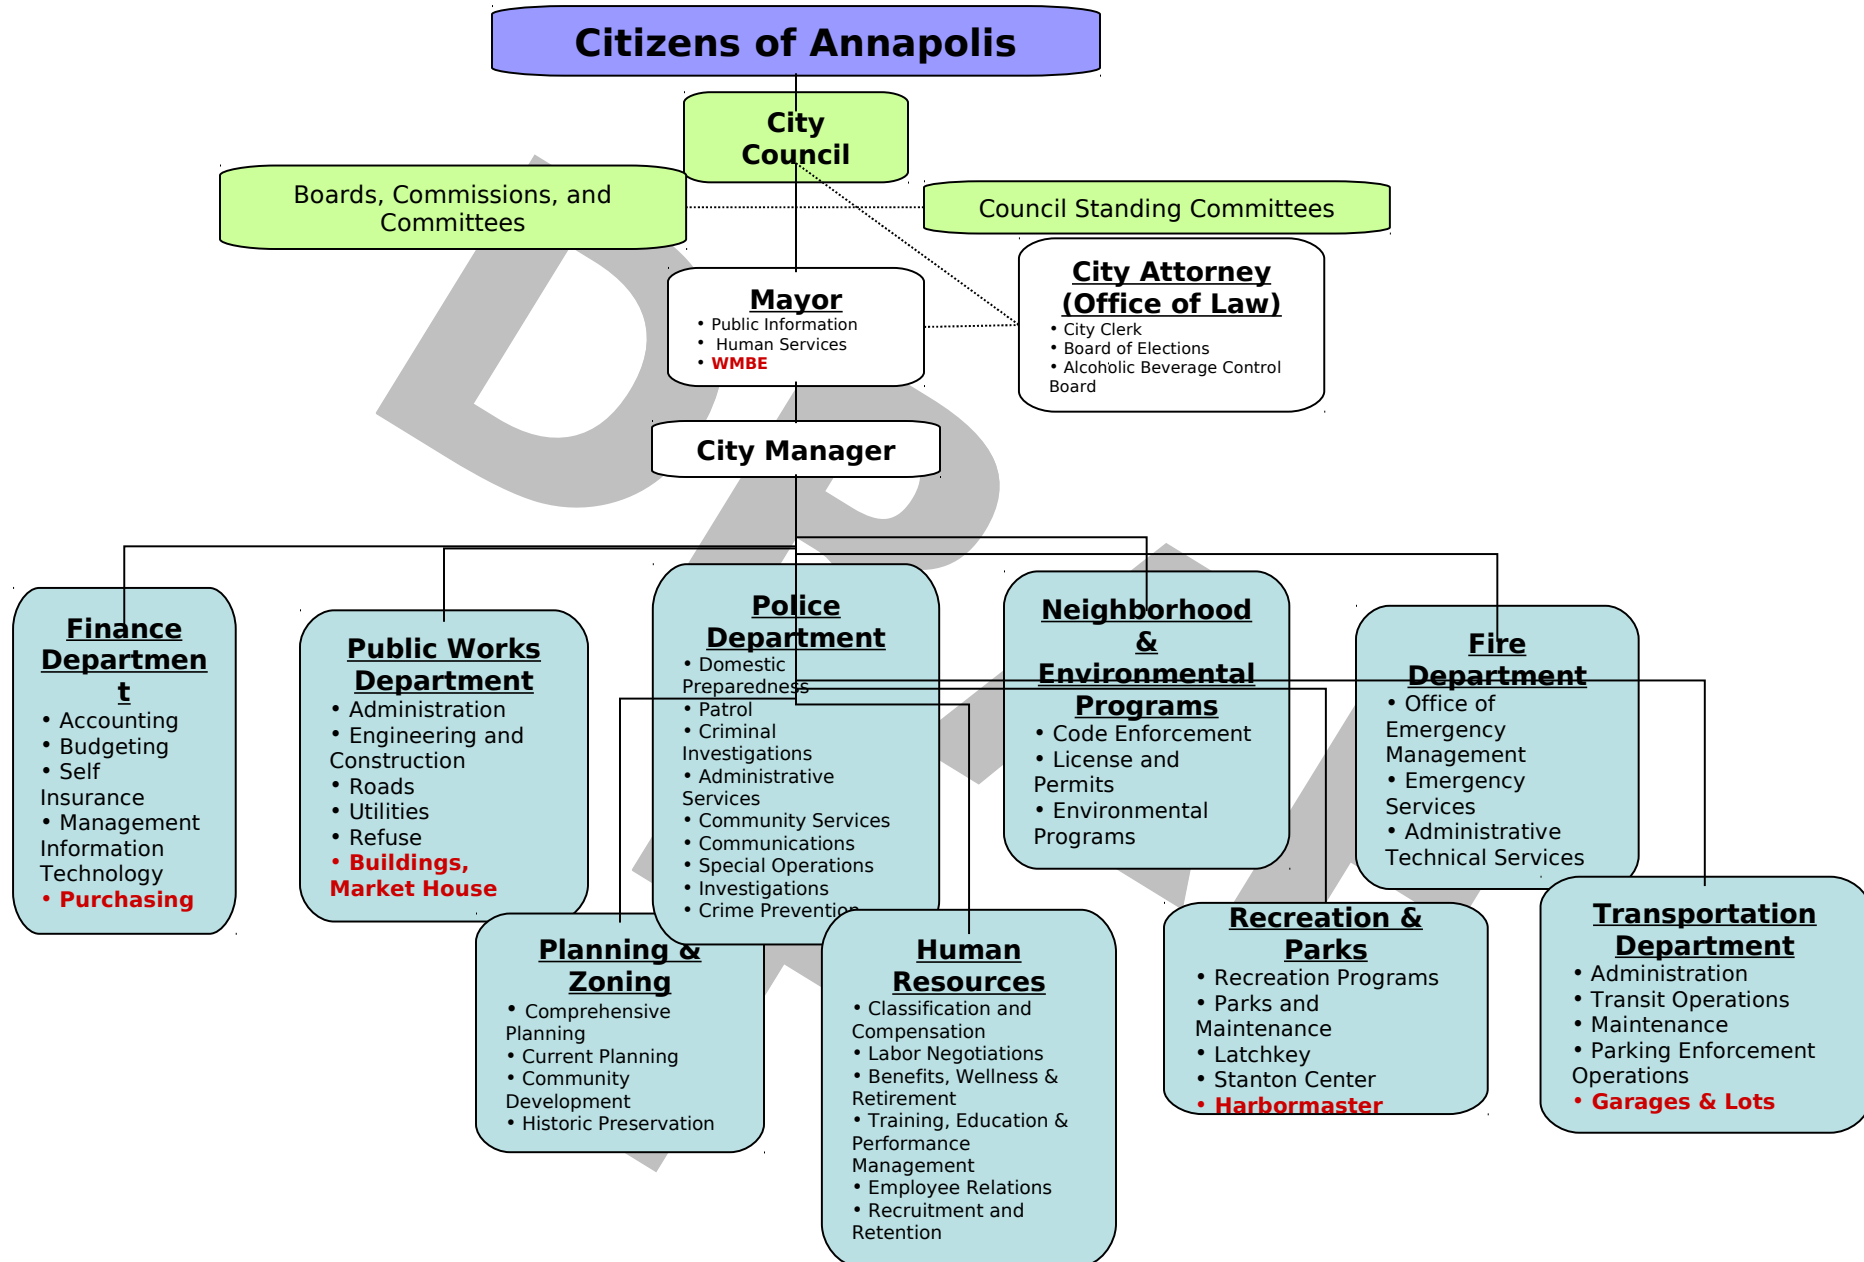 Citizens of Annapolis
City
Council
Boards, Commissions, and
Committees
Council Standing Committees
Mayor
• Public Information
• Human Services
• WMBE
City Attorney
(Office of Law)
• City Clerk
• Board of Elections
• Alcoholic Beverage Control
Board
City Manager
Finance
Departmen
t
• Accounting
• Budgeting
• Self
Insurance
• Management
Information
Technology
• Purchasing
Public Works
Department
• Administration
• Engineering and
Construction
• Roads
• Utilities
• Refuse
• Buildings,
Market House
Police
Department
• Domestic
Preparedness
• Patrol
• Criminal
Investigations
• Administrative
Services
• Community Services
• Communications
• Special Operations
• Investigations
• Crime Prevention
Neighborhood
&
Environmental
Programs
• Code Enforcement
• License and
Permits
• Environmental
Programs
Fire
Department
• Office of
Emergency
Management
• Emergency
Services
• Administrative
Technical Services
Planning &
Zoning
• Comprehensive
Planning
• Current Planning
• Community
Development
• Historic Preservation
Human
Resources
• Classification and
Compensation
• Labor Negotiations
• Benefits, Wellness &
Retirement
• Training, Education &
Performance
Management
• Employee Relations
• Recruitment and
Retention
Recreation &
Parks
• Recreation Programs
• Parks and
Maintenance
• Latchkey
• Stanton Center
• Harbormaster
Transportation
Department
• Administration
• Transit Operations
• Maintenance
• Parking Enforcement
Operations
• Garages & Lots
DRAFT